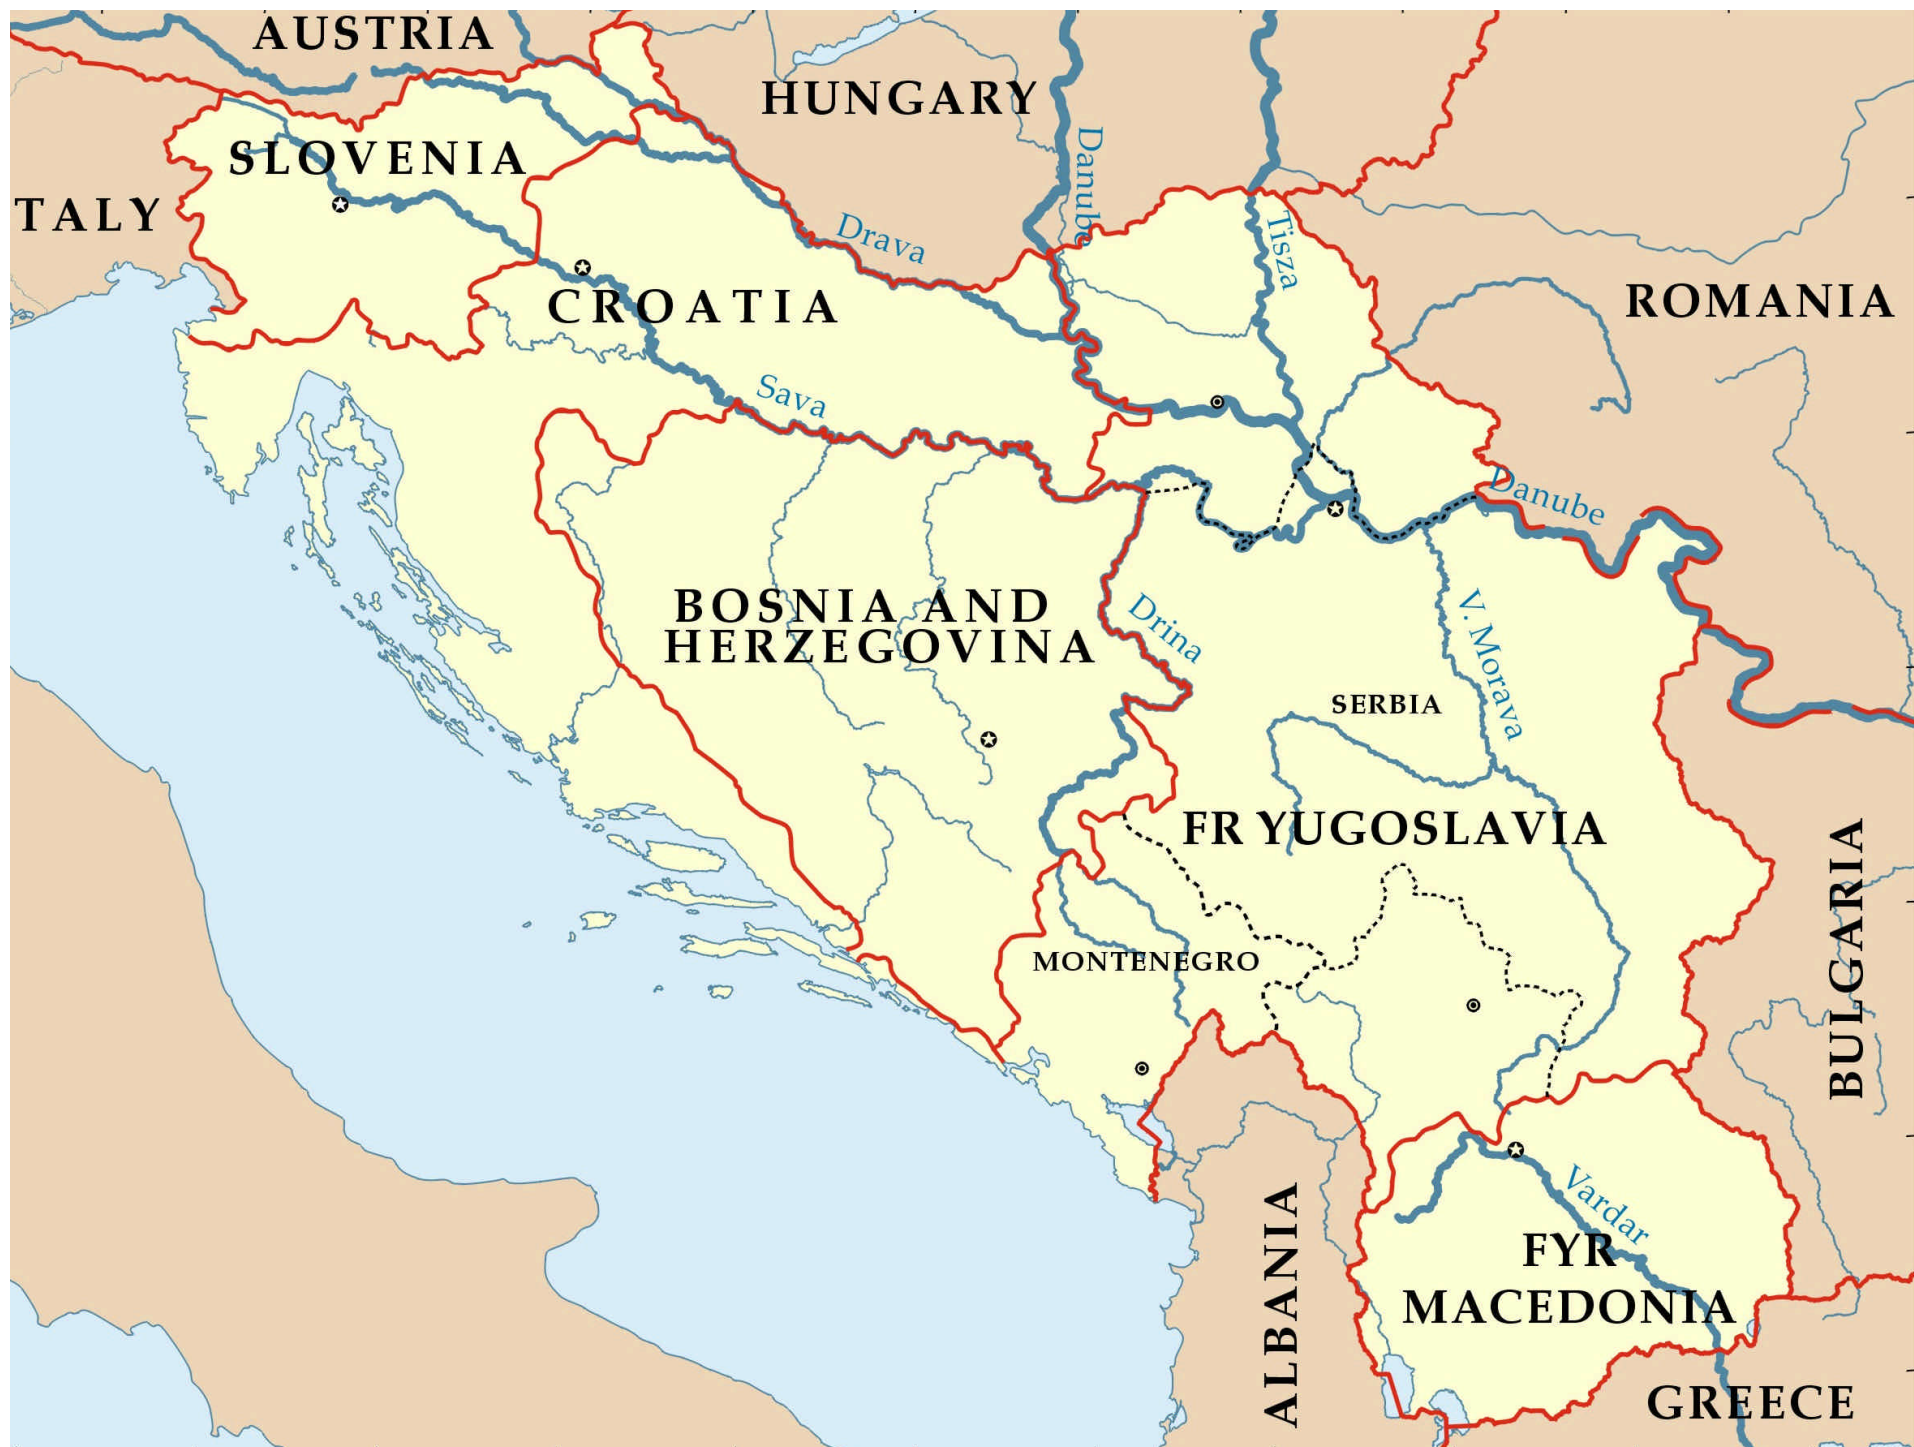 AUSTRIA
HUNGARY
Danube
SLOVENIA
TALY
Drava
Tisza
ROMANIA
CROATIA
Sava
Danube
BOSNIA AND
HERZEGOVINA
Drina
V. Morava
SERBIA
FR YUGOSLAVIA
BULGARIA
MONTENEGRO
Vardar
ALBANIA
FYR
MACEDONIA
GREECE